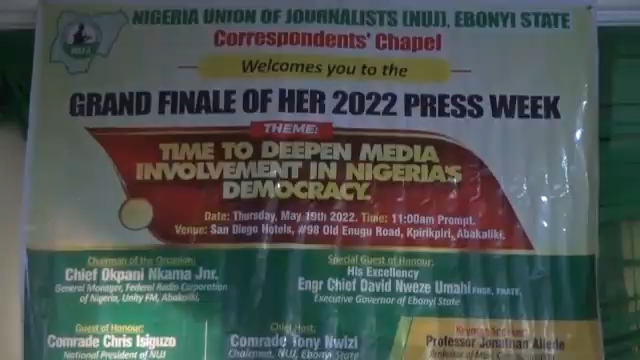 NIGERIA UNION OF JOURNALISTS (NUJ), EBONYI STATE
Correspondents' Chapel
Welcomes you to the
GRAND FINALE OF HER 2022 PRESS WEEK
THEME:
TIME TO DEEPEN MEDIA
INVOLVEMENT IN NIGERIA'S
DEMOCRACY.
Date: Thursday, May 19th 2022. Time: 11:00am Prompt.
Venue: San Diego Hotels, #98 Old Enugu Road, Kpirikpiri, Abakaliki.
Chairman of the Occasion:
Chief Okpani Nkama Jnr.
General Manager, Federal Radio Corporation
of Nigeria, Unity FM, Abakaliki,
Special Guest of Honour:
His Excellency
Engr Chief David Nweze Umahi FNSE, FNATE,
Executive Governor of Ebonyi State
Guest of Honour:
Comrade Chris Isiguzo
National President of NUJ
Chief Host:
Comrade Tony Nwizi
Chairman, NUJ, Ebonyi State
Professor Jonathan Aliede